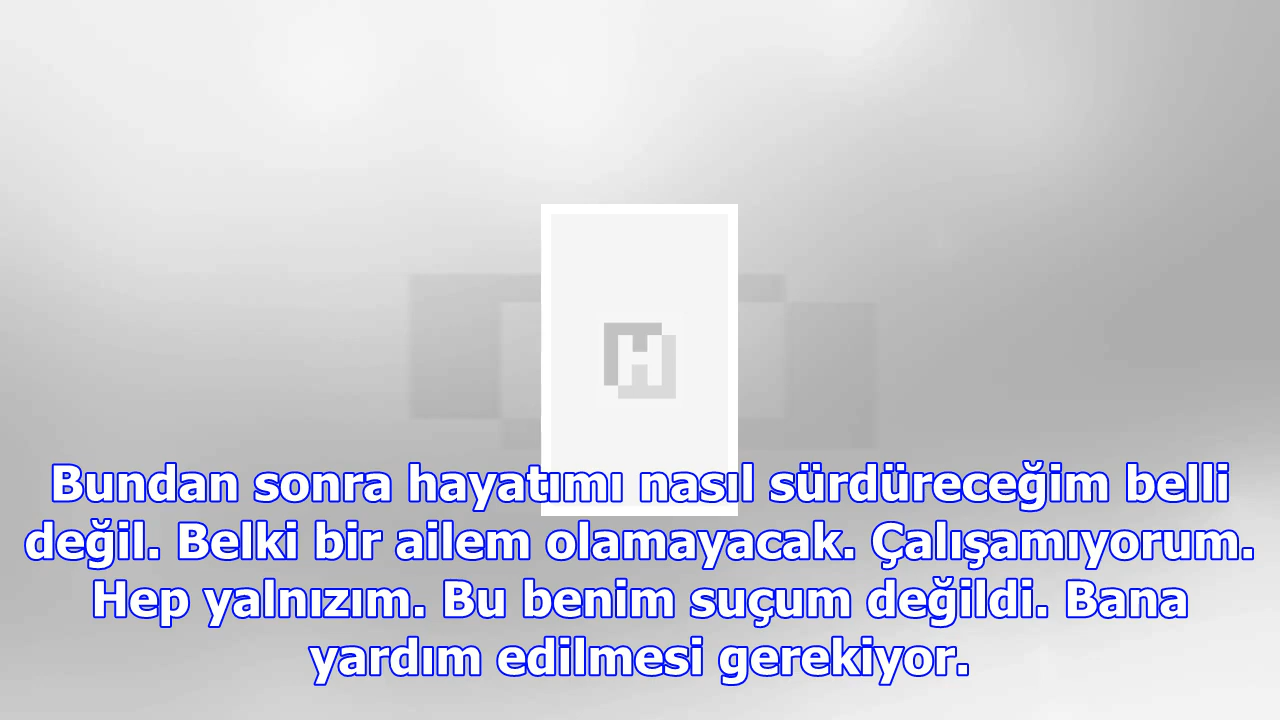 H
Bundan sonra hayatımı nasıl sürdüreceğim belli
değil. Belki bir ailem olamayacak. Çalışamıyorum.
Hep yalnızım. Bu benim suçum değildi. Bana
yardım edilmesi gerekiyor.